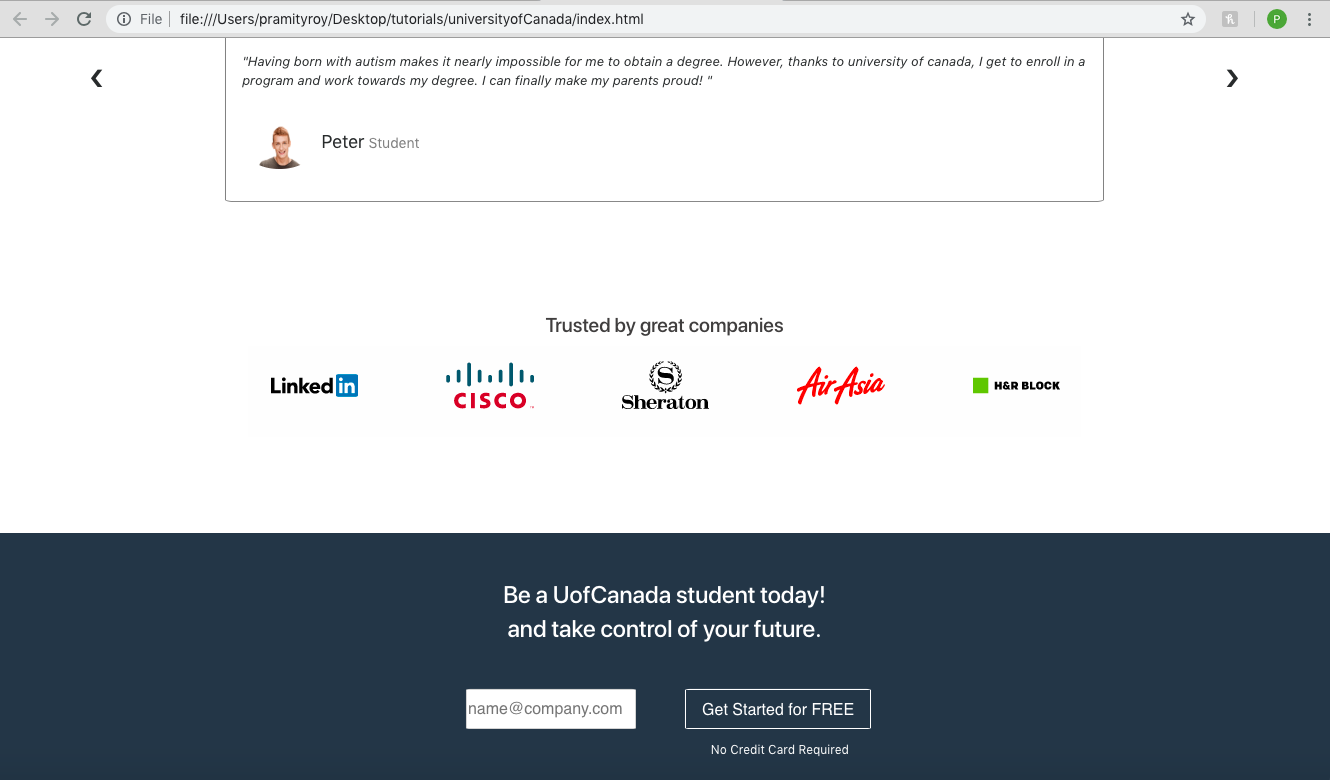 File file:///Users/pramityroy/Desktop/tutorials/universityofCanada/index.html
P
"Having born with autism makes it nearly impossible for me to obtain a degree. However, thanks to university of canada, I get to enroll in a
program and work towards my degree. I can finally make my parents proud! "
Peter Student
Trusted by great companies
Linked in
CISCO
S
Sheraton
AirAsia
H&R BLOCK
Be a UofCanada student today!
and take control of your future.
name@company.com
Get Started for FREE
No Credit Card Required